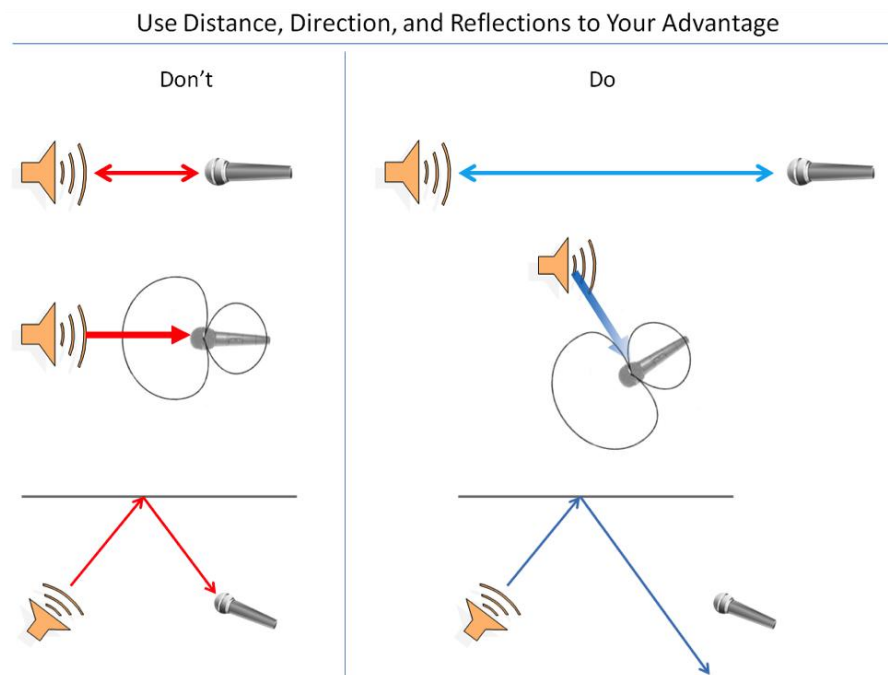 Use Distance, Direction, and Reflections to Your Advantage
Don’t
Do